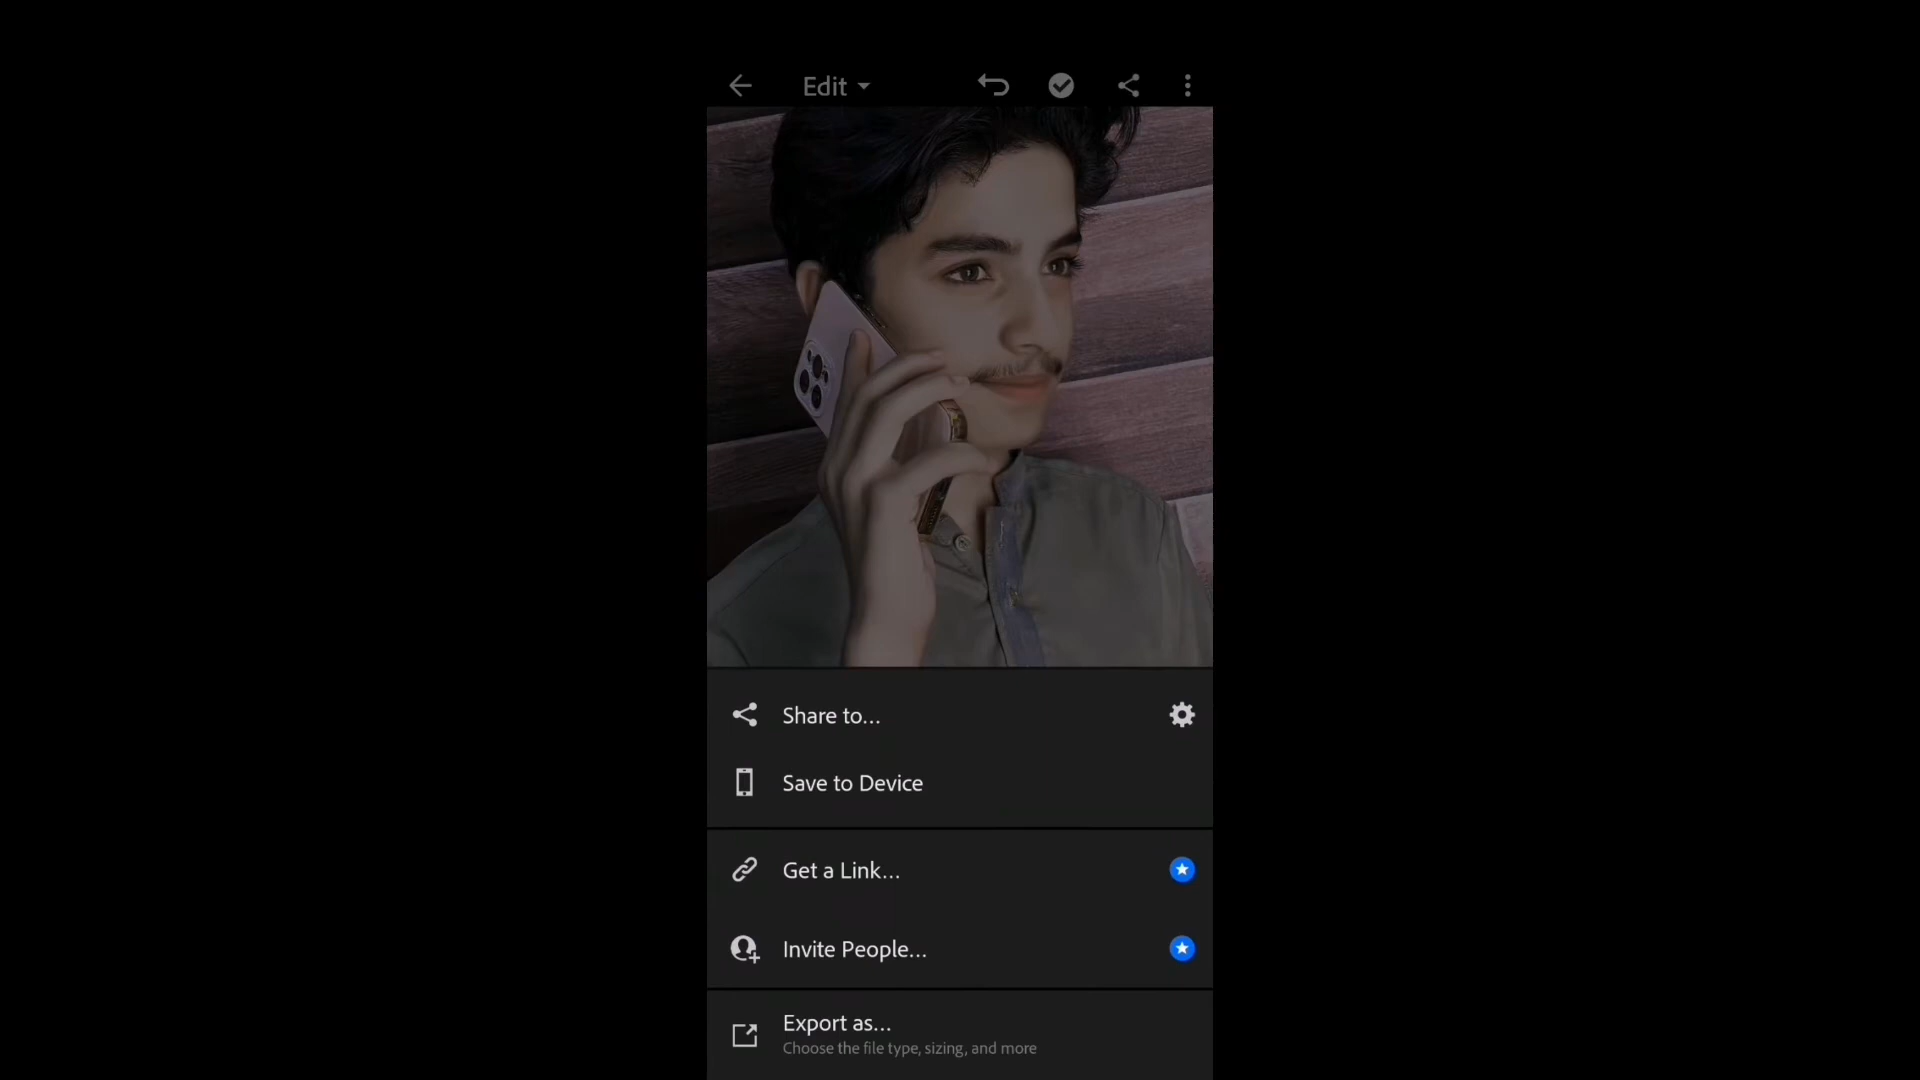 Edit
Share to...
Save to Device
Get a Link...
Invite People...
Export as...
Choose the file type, sizing, and more